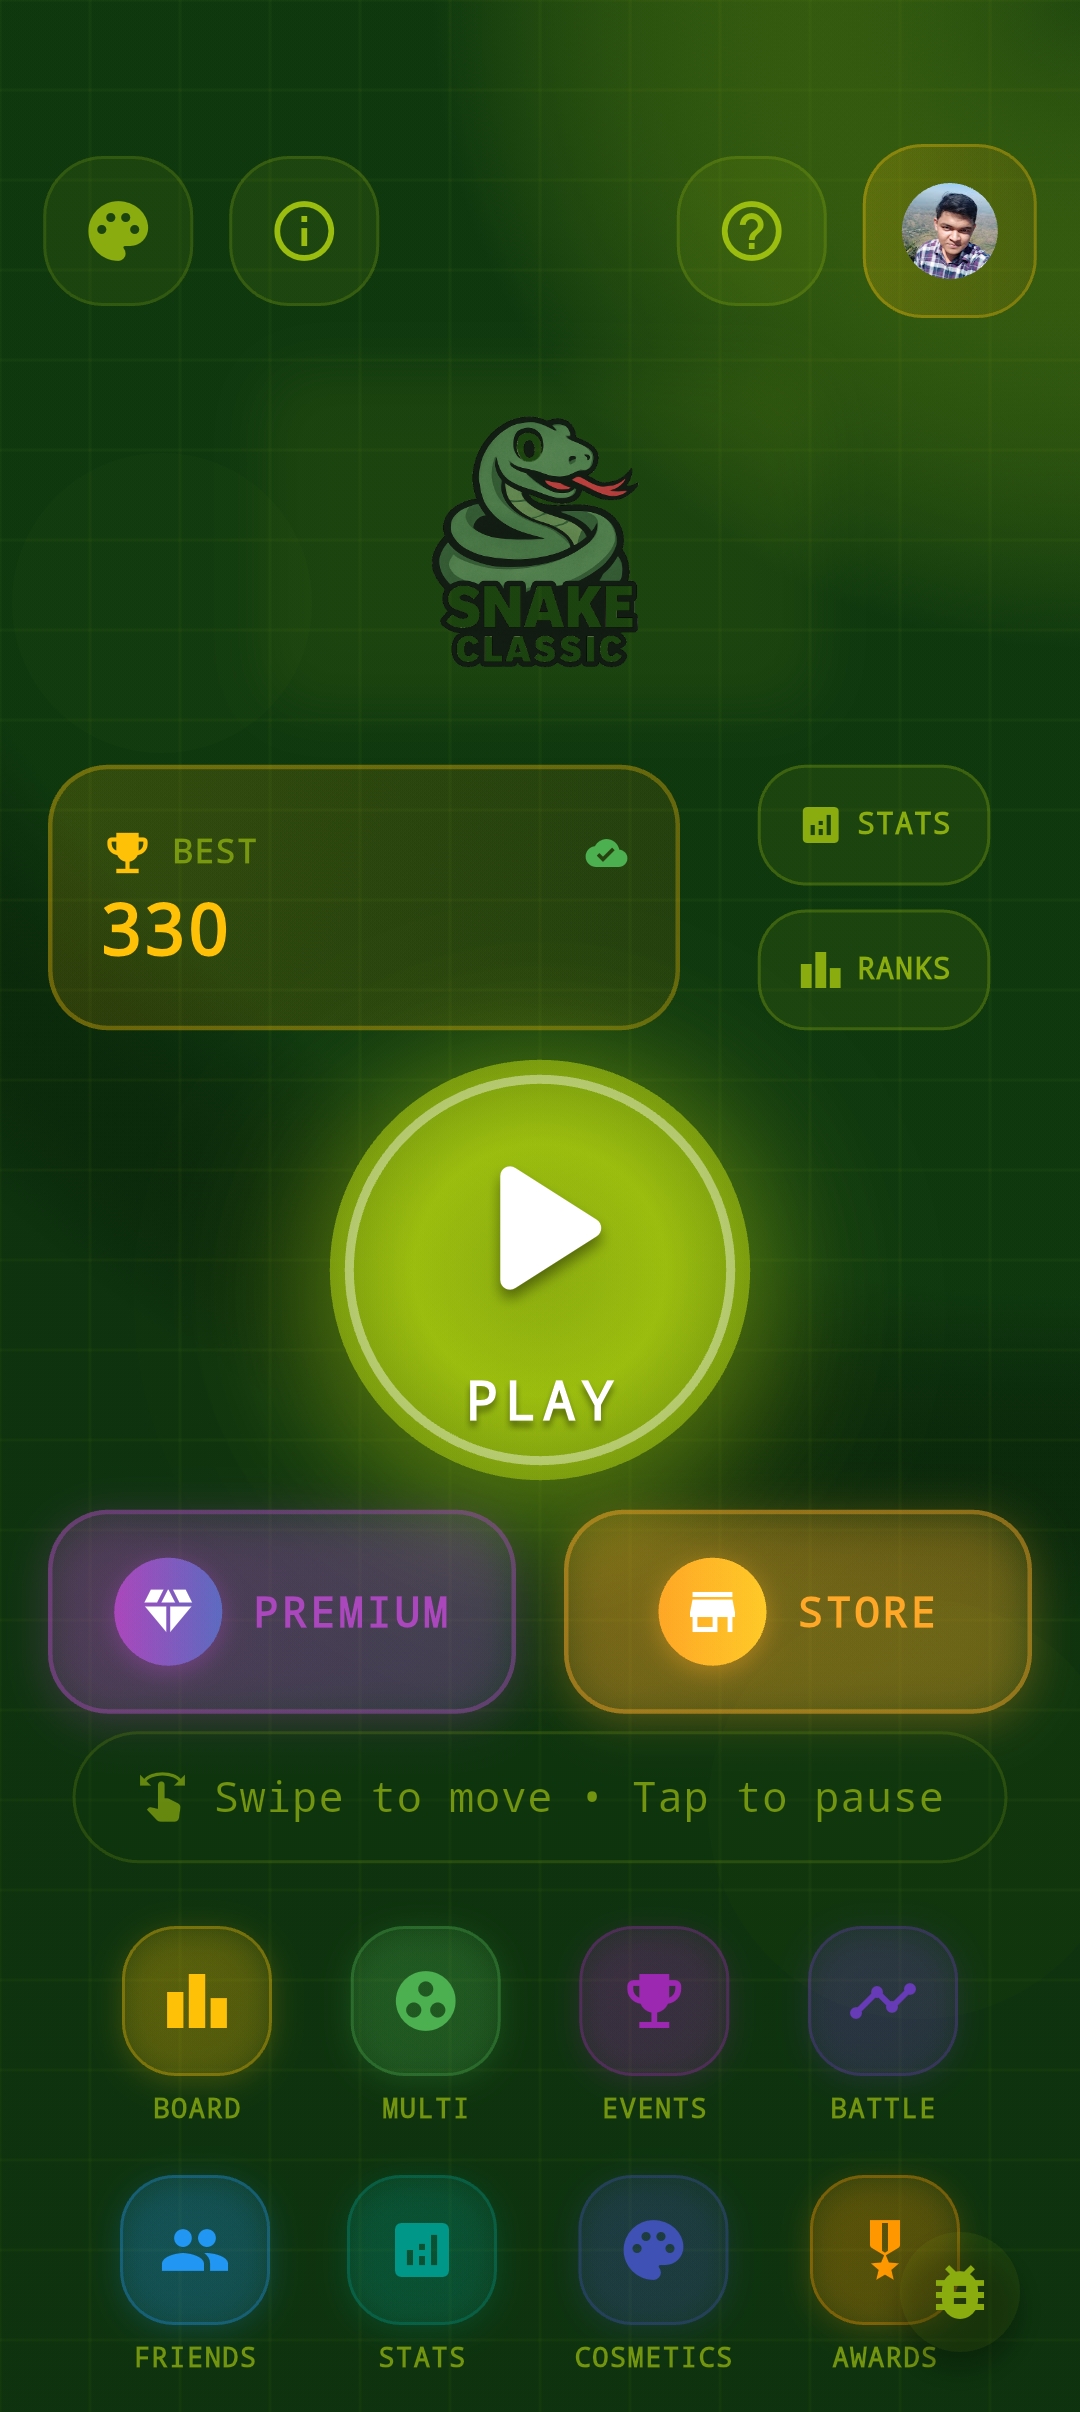 SNAKE
CLASSIC
BEST
330
STATS
RANKS
PLAY
PREMIUM
STORE
Swipe to move • Tap to pause
BOARD
MULTI
EVENTS
BATTLE
FRIENDS
STATS
COSMETICS
AWARDS